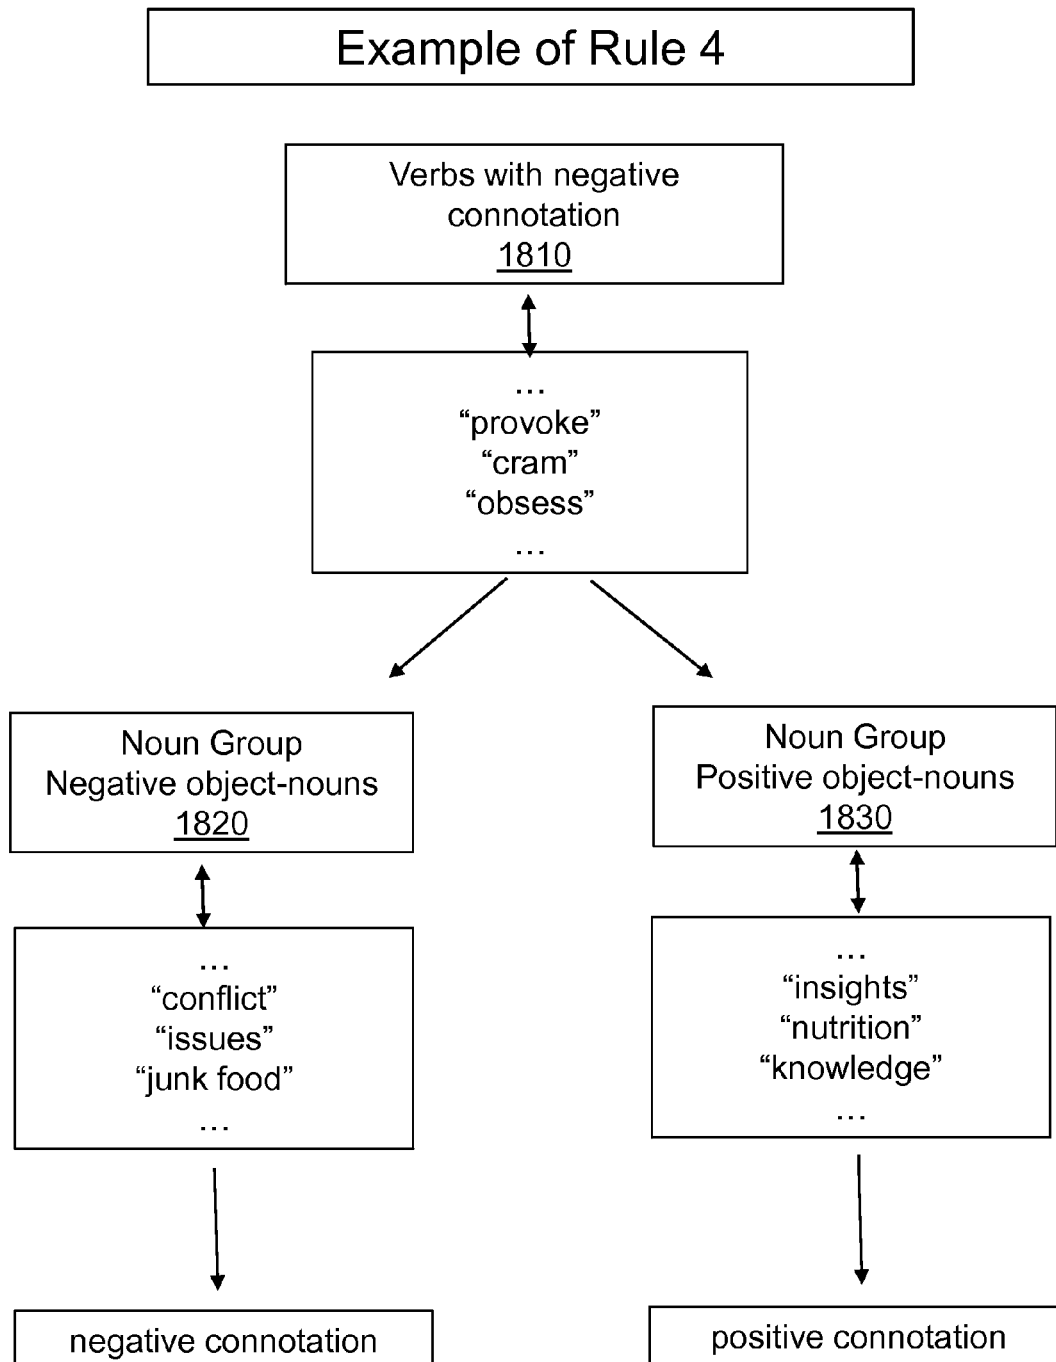 Example of Rule 4
Verbs with negative
connotation
1810
...
“provoke”
“cram”
“obsess”
...
Noun Group
Negative object-nouns
1820
Noun Group
Positive object-nouns
1830
...
“conflict”
“issues”
“junk food”
...
...
“insights”
“nutrition”
“knowledge”
...
negative connotation
positive connotation